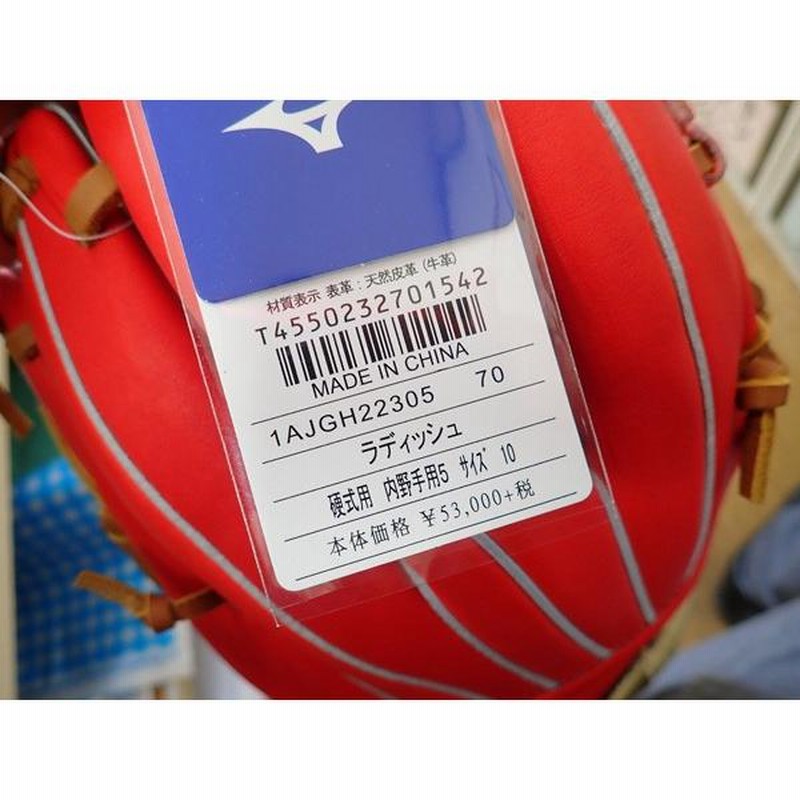 材質表示 表革：天然皮革（牛革）
T4550232701542
MADE IN CHINA
1AJGH22305 70
ラディッシュ
硬式用 内野手用5 サイズ 10
本体価格 ¥53,000+税